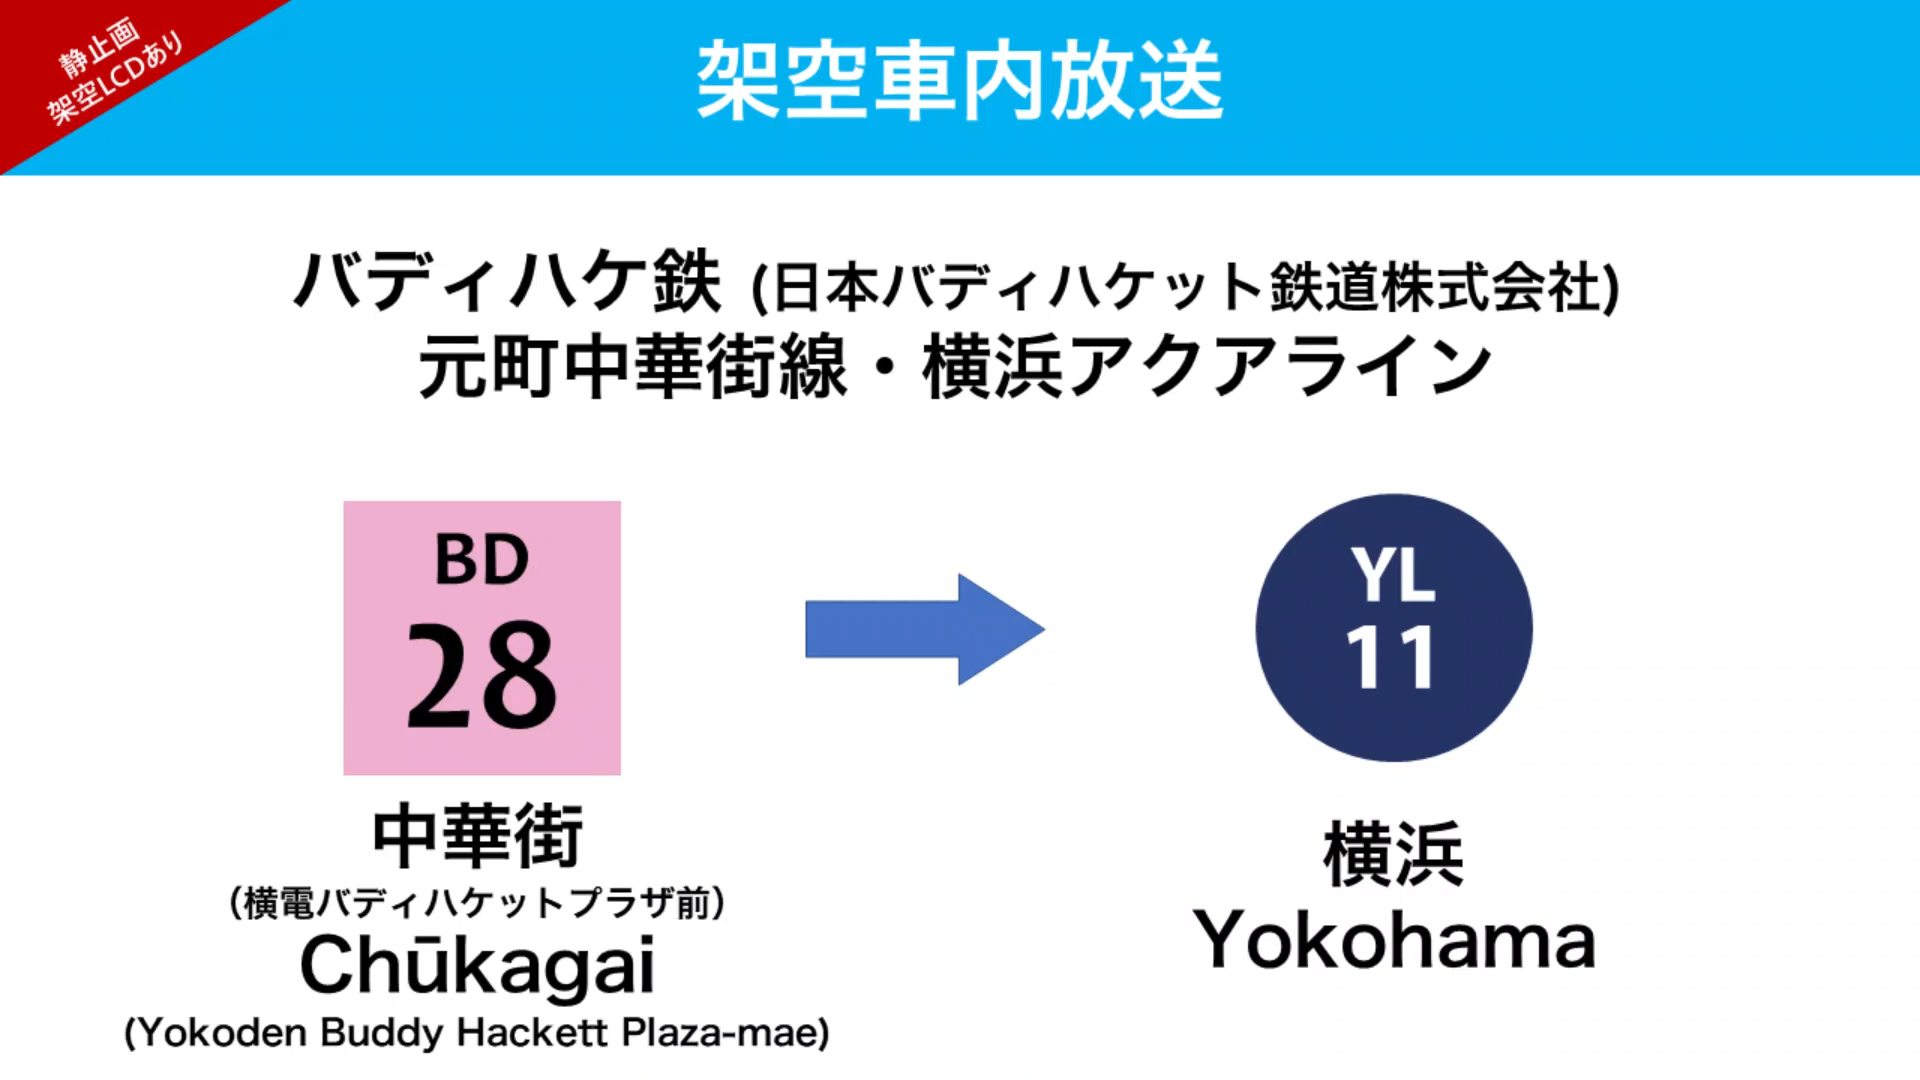 静止画
架空LCDあり
架空車内放送
バディハケ鉄 (日本バディハケット鉄道株式会社)
元町中華街線・横浜アクアライン
BD
28
中華街
（横電バディハケットプラザ前）
Chūkagai
(Yokoden Buddy Hackett Plaza-mae)
YL
11
横浜
Yokohama